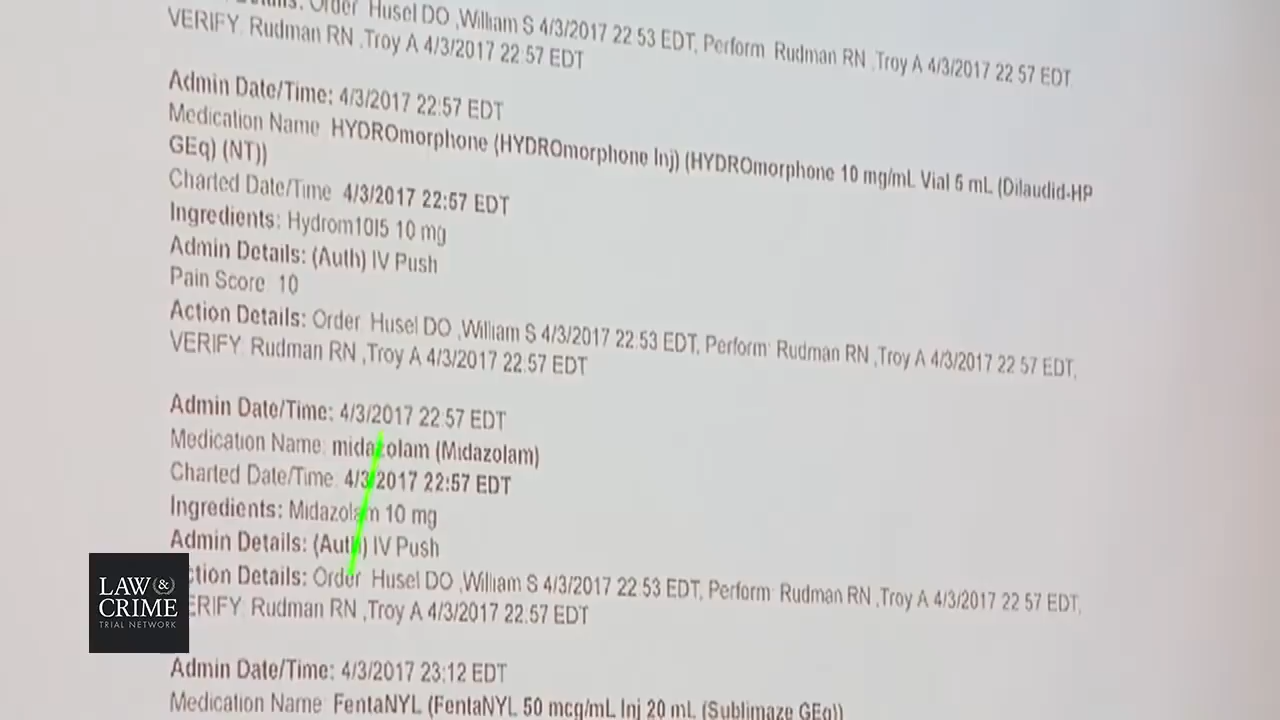 Details: Order Husel DO ,William S 4/3/2017 22 53 EDT, Perform Rudman RN ,Troy A 4/3/2017 22 57 EDT
VERIFY Rudman RN ,Troy A 4/3/2017 22 57 EDT
Admin Date/Time: 4/3/2017 22:57 EDT
Medication Name HYDROmorphone (HYDROmorphone Inj) (HYDROmorphone 10 mg/mL Vial 5 mL (Dilaudid-HP
GEq) (NT))
Charted Date/Time 4/3/2017 22:57 EDT
Ingredients: Hydrom10I5 10 mg
Admin Details: (Auth) IV Push
Pain Score 10
Action Details: Order Husel DO ,William S 4/3/2017 22:53 EDT, Perform: Rudman RN ,Troy A 4/3/2017 22 57 EDT,
VERIFY Rudman RN ,Troy A 4/3/2017 22:57 EDT
Admin Date/Time: 4/3/2017 22:57 EDT
Medication Name: midazolam (Midazolam)
Charted Date/Time: 4/3/2017 22:57 EDT
Ingredients: Midazolam 10 mg
Admin Details: (Auth) IV Push
ction Details: Order Husel DO ,William S 4/3/2017 22:53 EDT, Perform: Rudman RN ,Troy A 4/3/2017 22 57 EDT,
ERIFY: Rudman RN ,Troy A 4/3/2017 22:57 EDT
Admin Date/Time: 4/3/2017 23:12 EDT
Medication Name: FentaNYL (FentaNYL 50 mcg/mL Inj 20 mL (Sublimaze GEq))
LAW &
CRIME
TRIAL NETWORK